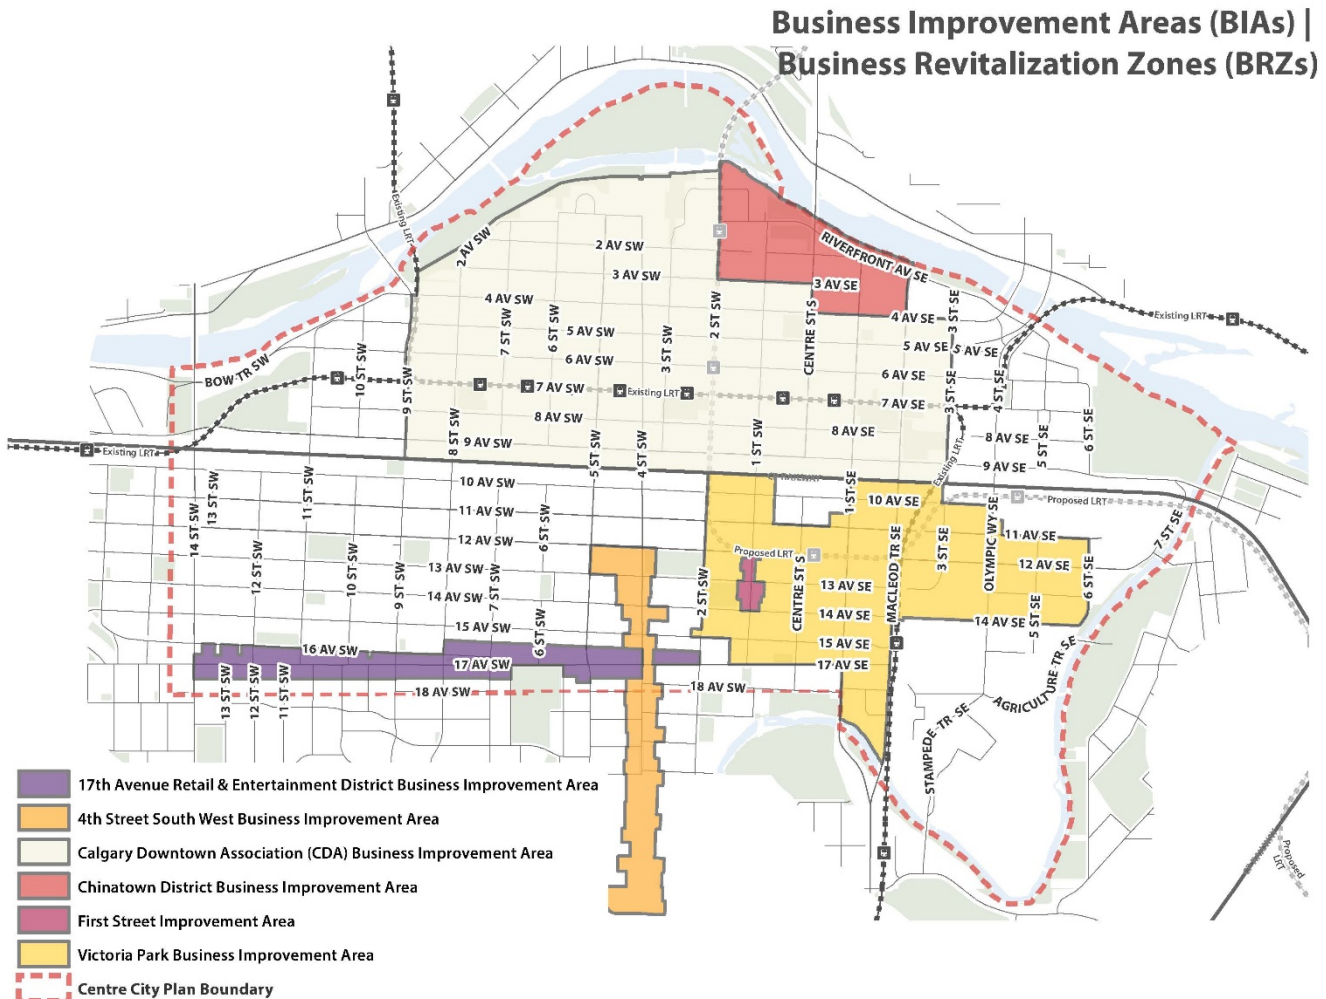 Business Improvement Areas (BIAs) |
Business Revitalization Zones (BRZs)
Existing LRT
2 AV SW
2 AV SW
3 AV SW
4 AV SW
5 AV SW
6 AV SW
7 AV SW
8 AV SW
9 AV SW
7 ST SW
6 ST SW
3 ST SW
2 ST SW
CENTRE ST S
RIVERFRONT AV SE
3 AV SE
4 AV SE
5 AV SE
5 AV SE
6 AV SE
7 AV SE
8 AV SE
8 AV SE
9 AV SE
3 ST SE
3 ST SE
4 ST SE
5 ST SE
6 ST SE
Existing LRT
Existing LRT
Existing LRT
Existing LRT
BOW TR SW
10 ST SW
9 ST SW
8 ST SW
5 ST SW
4 ST SW
1 ST SW
1 ST SE
10 AV SW
11 AV SW
12 AV SW
13 AV SW
14 AV SW
15 AV SW
16 AV SW
17 AV SW
18 AV SW
18 AV SW
14 ST SW
13 ST SW
12 ST SW
11 ST SW
10 ST SW
9 ST SW
7 ST SW
6 ST SW
6 ST SW
2 ST SW
13 ST SW
12 ST SW
11 ST SW
10 AV SE
11 AV SE
12 AV SE
13 AV SE
14 AV SE
14 AV SE
15 AV SE
17 AV SE
Proposed LRT
Proposed LRT
Proposed LRT
CENTRE ST S
MACLEOD TR SE
3 ST SE
OLYMPIC WY SE
5 ST SE
6 ST SE
7 ST SE
STAMPEDE TR SE
AGRICULTURE TR SE
17th Avenue Retail & Entertainment District Business Improvement Area
4th Street South West Business Improvement Area
Calgary Downtown Association (CDA) Business Improvement Area
Chinatown District Business Improvement Area
First Street Improvement Area
Victoria Park Business Improvement Area
Centre City Plan Boundary